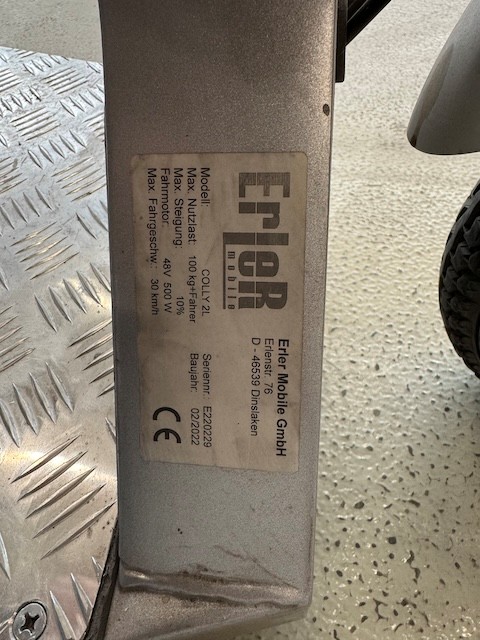 ErleR
mobile
Erler Mobile GmbH
Erlenstr. 76
D - 46539 Dinslaken
Modell: COLLY 2L Seriennr.: E220229
Max. Nutzlast: 100 kg+Fahrer Baujahr: 02/2022
Max. Steigung: 10%
Fahrmotor: 48V 500 W
Max. Fahrgeschw.: 30 km/h
CE